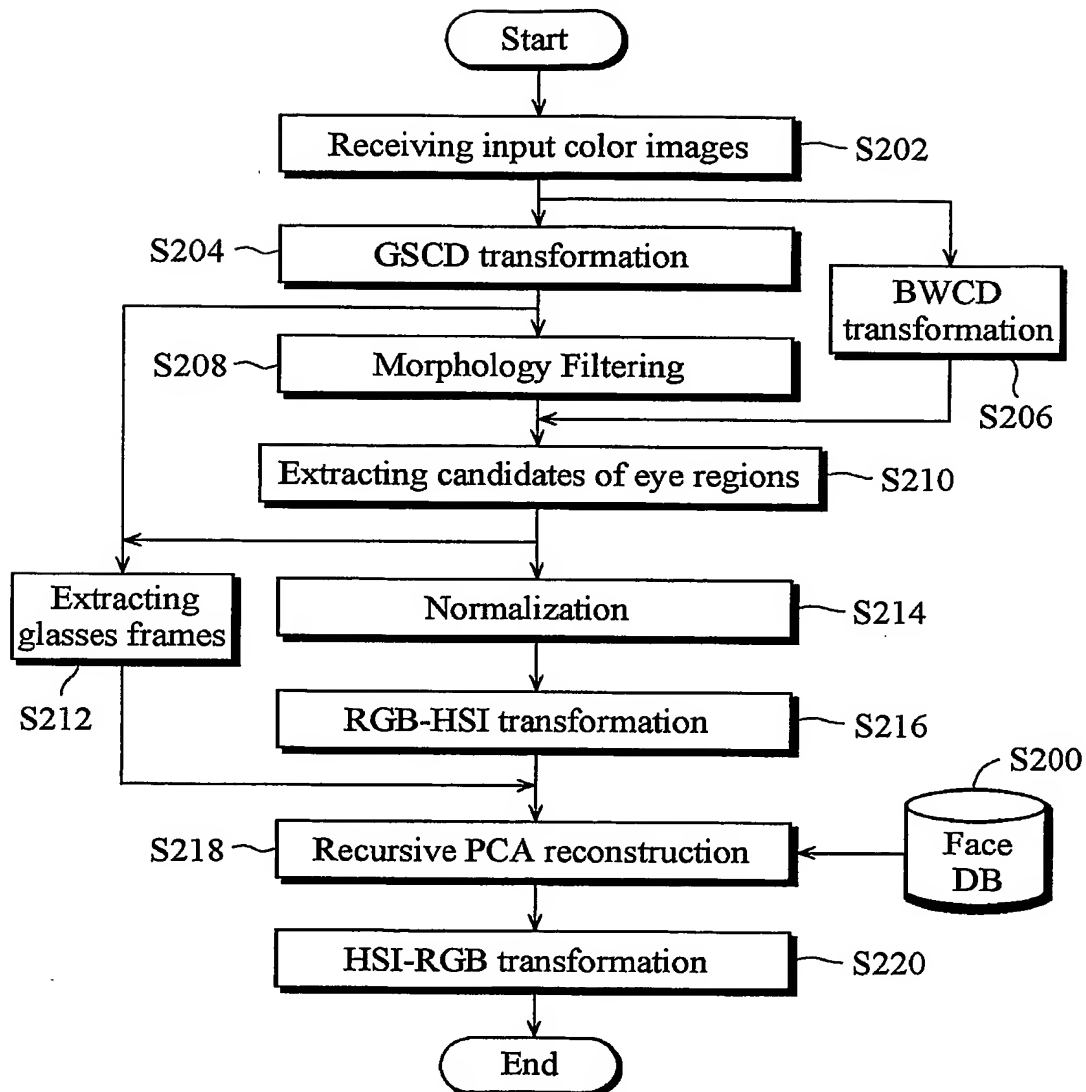 Start
Receiving input color images
S202
S204
GSCD transformation
BWCD
transformation
S206
S208
Morphology Filtering
Extracting candidates of eye regions
S210
Extracting
glasses frames
S212
Normalization
S214
RGB-HSI transformation
S216
S200
Face
DB
S218
Recursive PCA reconstruction
HSI-RGB transformation
S220
End